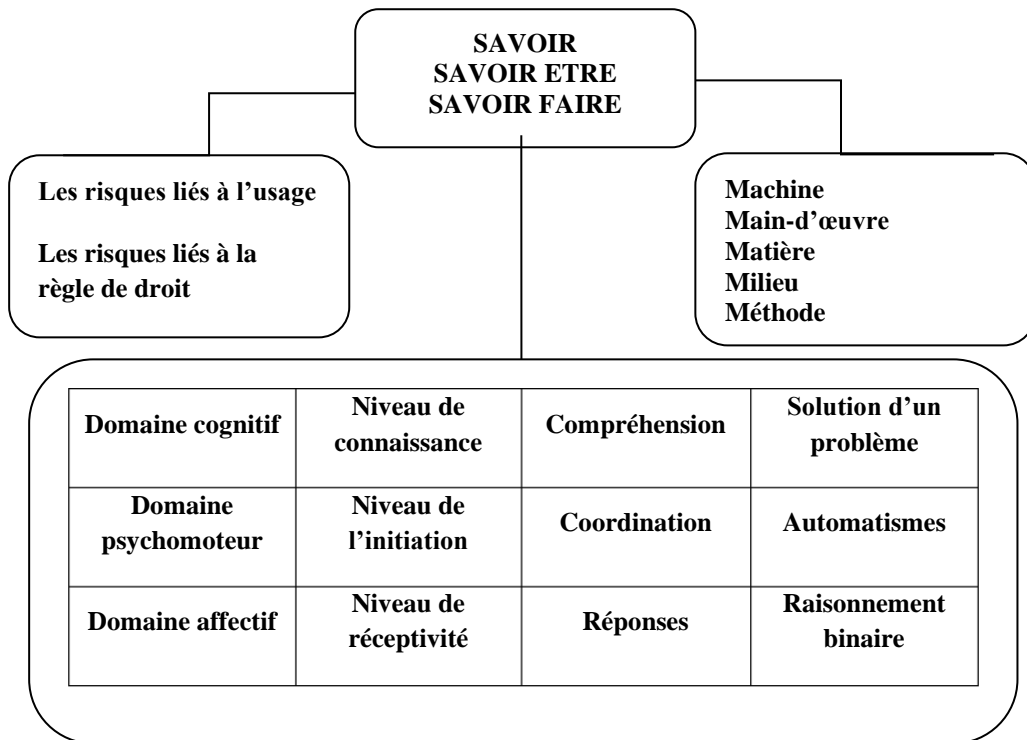 SAVOIR
SAVOIR ETRE
SAVOIR FAIRE
Les risques liés à l’usage
Les risques liés à la
règle de droit
Machine
Main-d’œuvre
Matière
Milieu
Méthode
Domaine cognitif
Niveau de
connaissance
Compréhension
Solution d’un
problème
Domaine
psychomoteur
Niveau de
l’initiation
Coordination
Automatismes
Domaine affectif
Niveau de
réceptivité
Réponses
Raisonnement
binaire